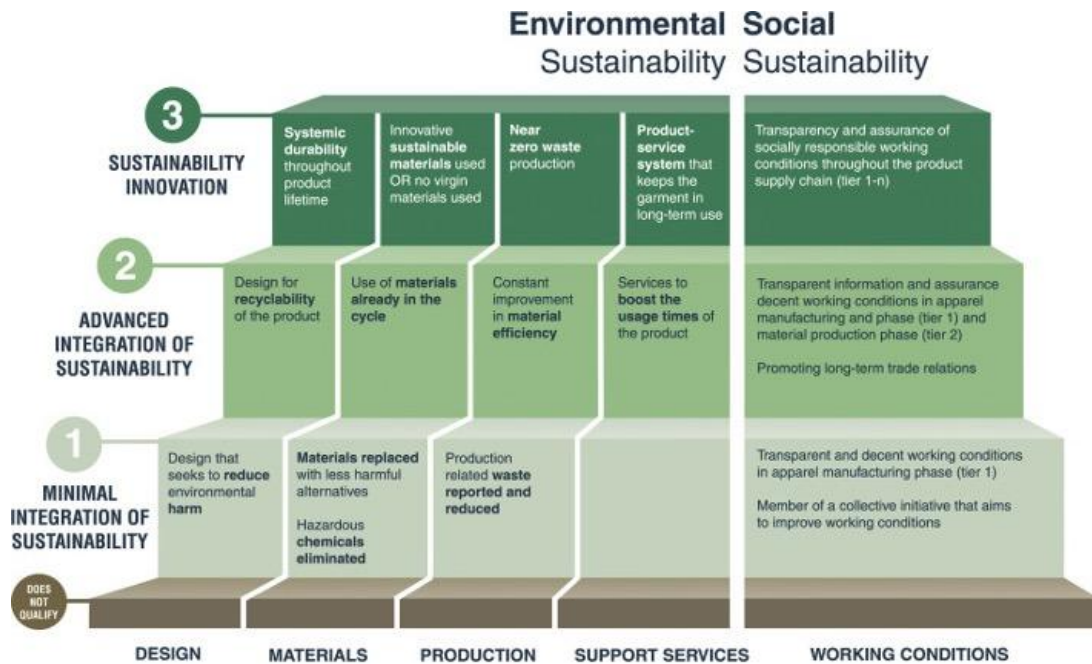 Environmental Social
Sustainability Sustainability
3
SUSTAINABILITY
INNOVATION
Systemic
durability
throughout
product
lifetime
Innovative
sustainable
materials used
OR no virgin
materials used
Near
zero waste
production
Product-
service
system that
keeps the
garment in
long-term use
Transparency and assurance of
socially responsible working
conditions throughout the product
supply chain (tier 1-n)
2
ADVANCED
INTEGRATION OF
SUSTAINABILITY
Design for
recyclability
of the product
Use of materials
already in the
cycle
Constant
improvement
in material
efficiency
Services to
boost the
usage times of
the product
Transparent information and assurance
decent working conditions in apparel
manufacturing and phase (tier 1) and
material production phase (tier 2)
Promoting long-term trade relations
1
MINIMAL
INTEGRATION OF
SUSTAINABILITY
Design that
seeks to reduce
environmental
harm
Materials replaced
with less harmful
alternatives
Hazardous
chemicals
eliminated
Production
related waste
reported and
reduced
Transparent and decent working conditions
in apparel manufacturing phase (tier 1)
Member of a collective initiative that aims
to improve working conditions
DOES
NOT
QUALIFY
DESIGN
MATERIALS
PRODUCTION
SUPPORT SERVICES
WORKING CONDITIONS